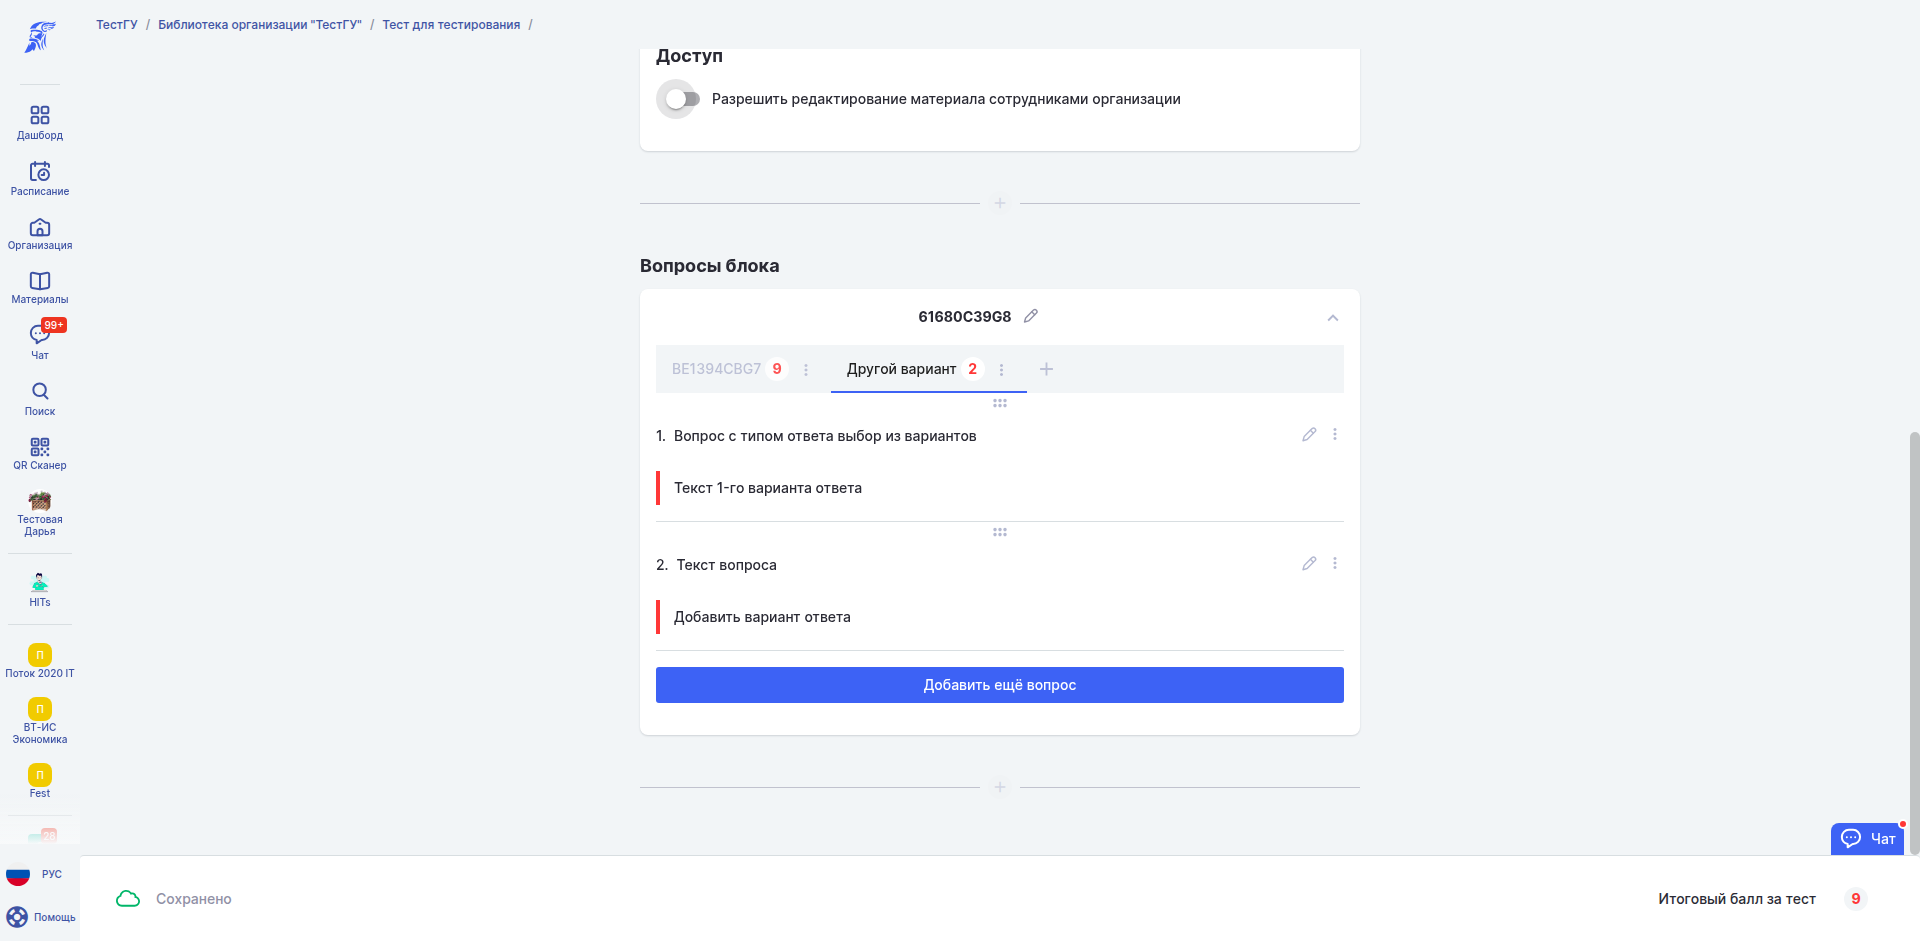 ТестГУ / Библиотека организации "ТестГУ" / Тест для тестирования /
Дашборд
Расписание
Организация
Материалы
99+
Чат
Поиск
QR Сканер
Тестовая
Дарья
HITs
П
Поток 2020 IT
П
ВТ-ИС
Экономика
П
Fest
28
РУС
Помощь
Доступ
Разрешить редактирование материала сотрудниками организации
Вопросы блока
61680C39G8
BE1394CBG7 9 Другой вариант 2
1. Вопрос с типом ответа выбор из вариантов
Текст 1-го варианта ответа
2. Текст вопроса
Добавить вариант ответа
Добавить ещё вопрос
Чат
Сохранено
Итоговый балл за тест 9